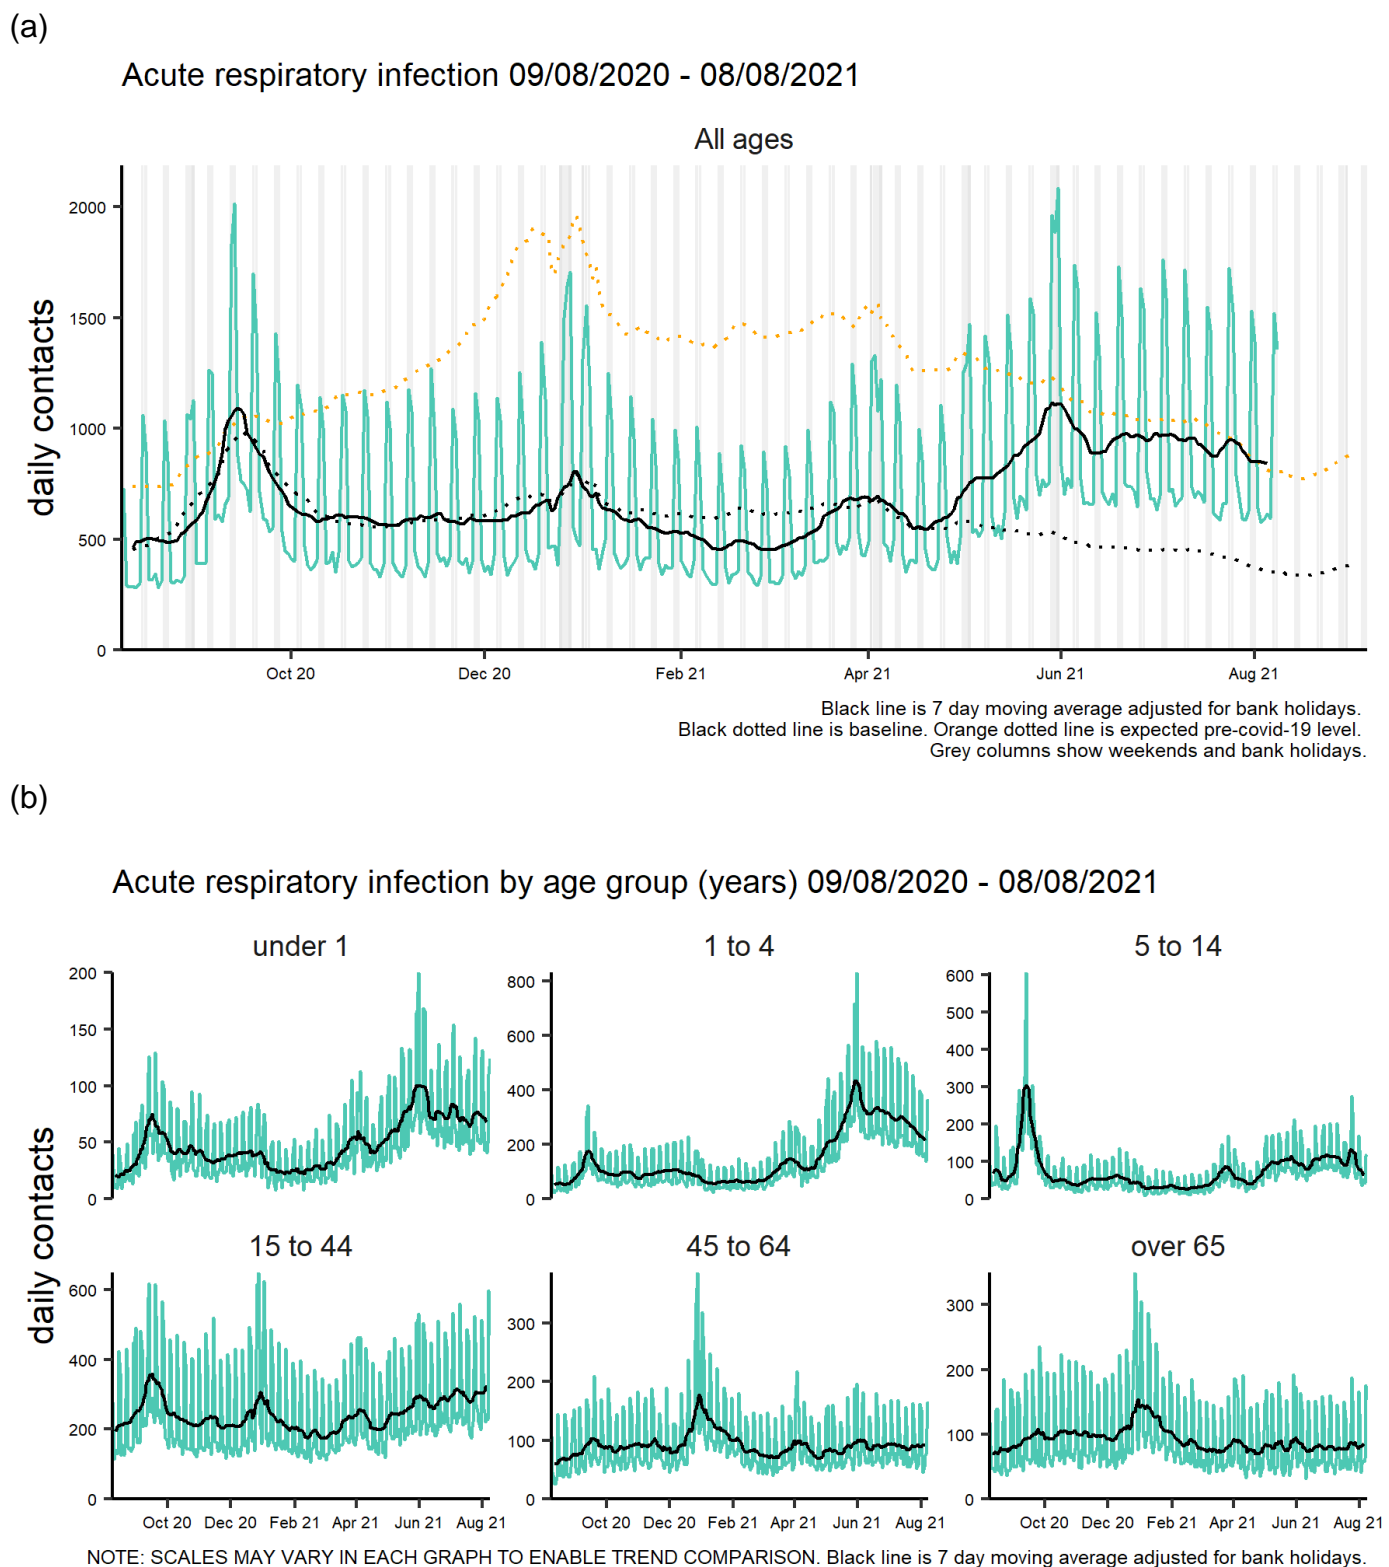 (a)
Acute respiratory infection 09/08/2020 - 08/08/2021
All ages
daily contacts
2000
1500
1000
500
0
Oct 20 Dec 20 Feb 21 Apr 21 Jun 21 Aug 21
Black line is 7 day moving average adjusted for bank holidays.
Black dotted line is baseline. Orange dotted line is expected pre-covid-19 level.
Grey columns show weekends and bank holidays.
(b)
Acute respiratory infection by age group (years) 09/08/2020 - 08/08/2021
daily contacts
under 1
200
150
100
50
0
1 to 4
800
600
400
200
0
5 to 14
600
500
400
300
200
100
0
15 to 44
600
400
200
0
Oct 20 Dec 20 Feb 21 Apr 21 Jun 21 Aug 21
45 to 64
300
200
100
0
Oct 20 Dec 20 Feb 21 Apr 21 Jun 21 Aug 21
over 65
300
200
100
0
Oct 20 Dec 20 Feb 21 Apr 21 Jun 21 Aug 21
NOTE: SCALES MAY VARY IN EACH GRAPH TO ENABLE TREND COMPARISON. Black line is 7 day moving average adjusted for bank holidays.